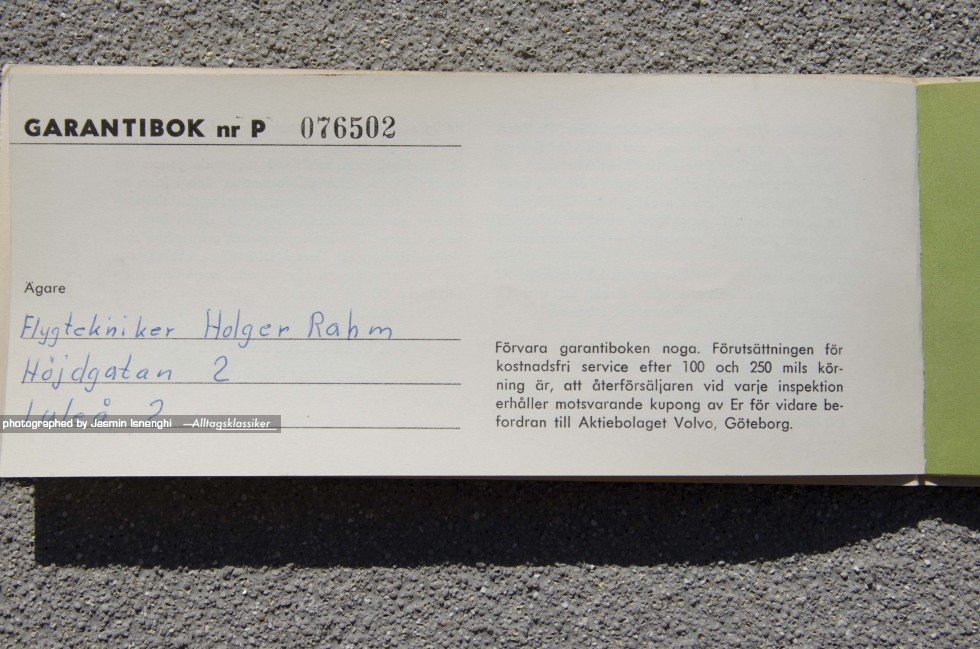 GARANTIBOK nr P 076502
Ägare
Flygtekniker Holger Rahm
Höjdgatan 2
Luleå 2
Förvara garantiboken noga. Förutsättningen för
kostnadsfri service efter 100 och 250 mils kör-
ning är, att återförsäljaren vid varje inspektion
erhåller motsvarande kupong av Er för vidare be-
fordran till Aktiebolaget Volvo, Göteborg.
photographed by Jasmin Isnenghi —Alltagsklassiker